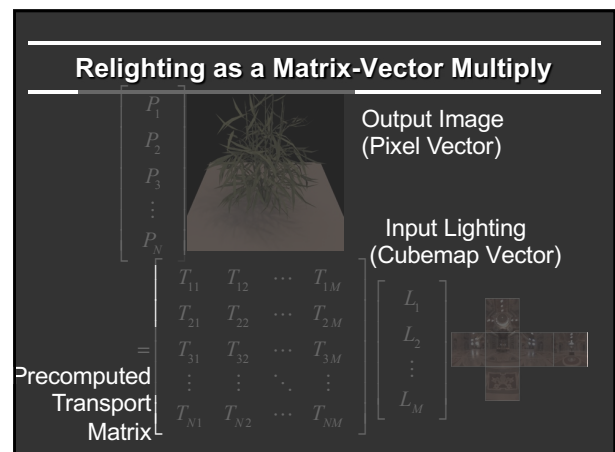 Relighting as a Matrix-Vector Multiply
P1
P2
P3
⋮
PN
Output Image
(Pixel Vector)
Input Lighting
(Cubemap Vector)
=
T11 T12 ⋯ T1M
T21 T22 ⋯ T2M
T31 T32 ⋯ T3M
⋮ ⋮ ⋱ ⋮
TN1 TN2 ⋯ TNM
L1
L2
⋮
LM
Precomputed
Transport
Matrix